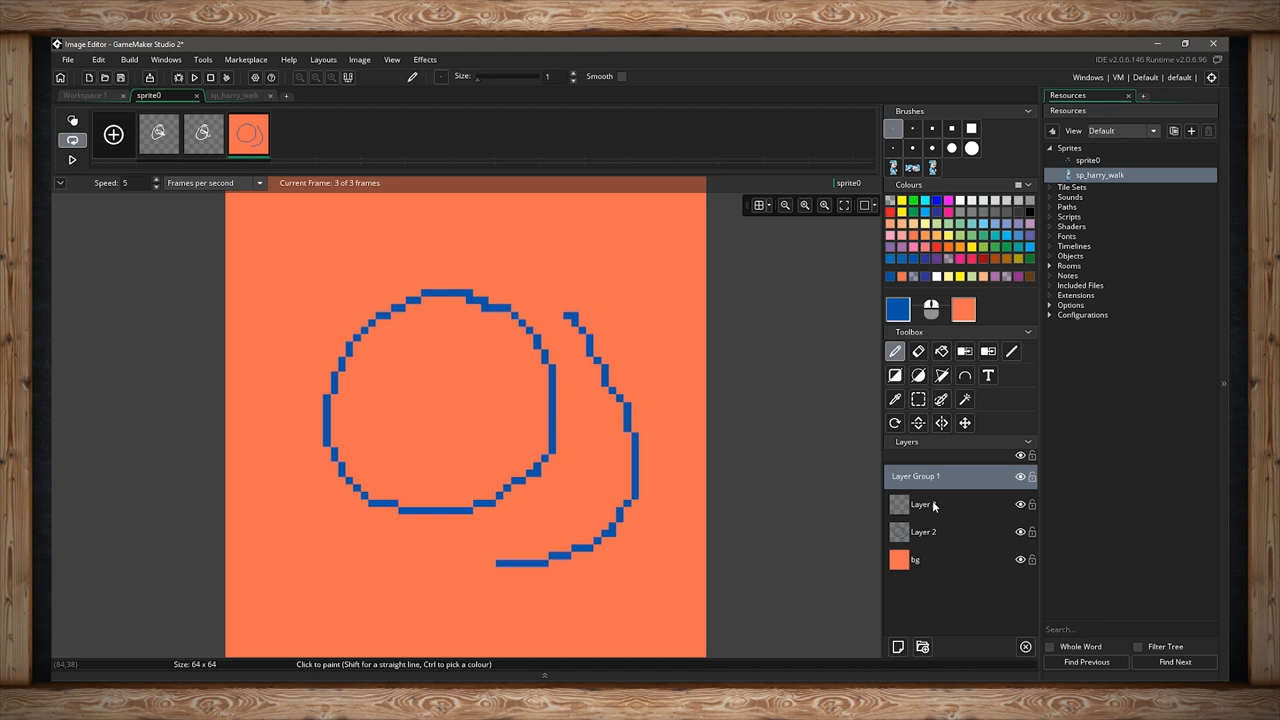 Image Editor - GameMaker Studio 2*
File Edit Build Windows Tools Marketplace Help Layouts Image View Effects
IDE v2.0.6.146 Runtime v2.0.6.96
Size: 1 Smooth
Windows | VM | Default | default |
Workspace 1 sprite0 sp_harry_walk
Resources
Brushes
Resources
View Default
Sprites
sprite0
sp_harry_walk
Speed: 5 Frames per second Current Frame: 3 of 3 frames sprite0
Colours
Tile Sets
Sounds
Paths
Scripts
Shaders
Fonts
Timelines
Objects
Rooms
Notes
Included Files
Extensions
Options
Configurations
Toolbox
T
Layers
Layer Group 1
Layer
Layer 2
bg
Search...
Whole Word Filter Tree
Find Previous Find Next
(84,38) Size: 64 x 64 Click to paint (Shift for a straight line, Ctrl to pick a colour)